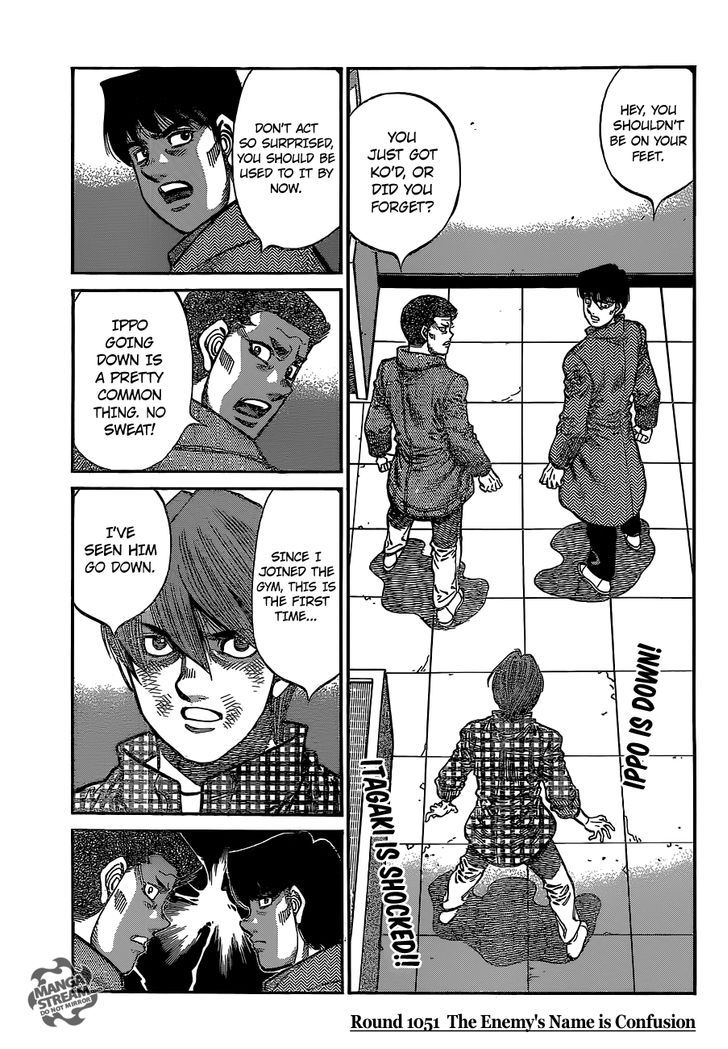 HEY, YOU
SHOULDN'T
BE ON YOUR
FEET.
YOU
JUST GOT
KO'D, OR
DID YOU
FORGET?
IPPO IS DOWN!
ITAGAKI IS SHOCKED!!
DON'T ACT
SO SURPRISED,
YOU SHOULD BE
USED TO IT BY
NOW.
IPPO
GOING
DOWN IS
A PRETTY
COMMON
THING. NO
SWEAT!
SINCE I
JOINED THE
GYM, THIS IS
THE FIRST
TIME...
I'VE
SEEN HIM
GO DOWN.
MANGA
STREAM
DO NOT MIRROR
Round 1051 The Enemy's Name is Confusion